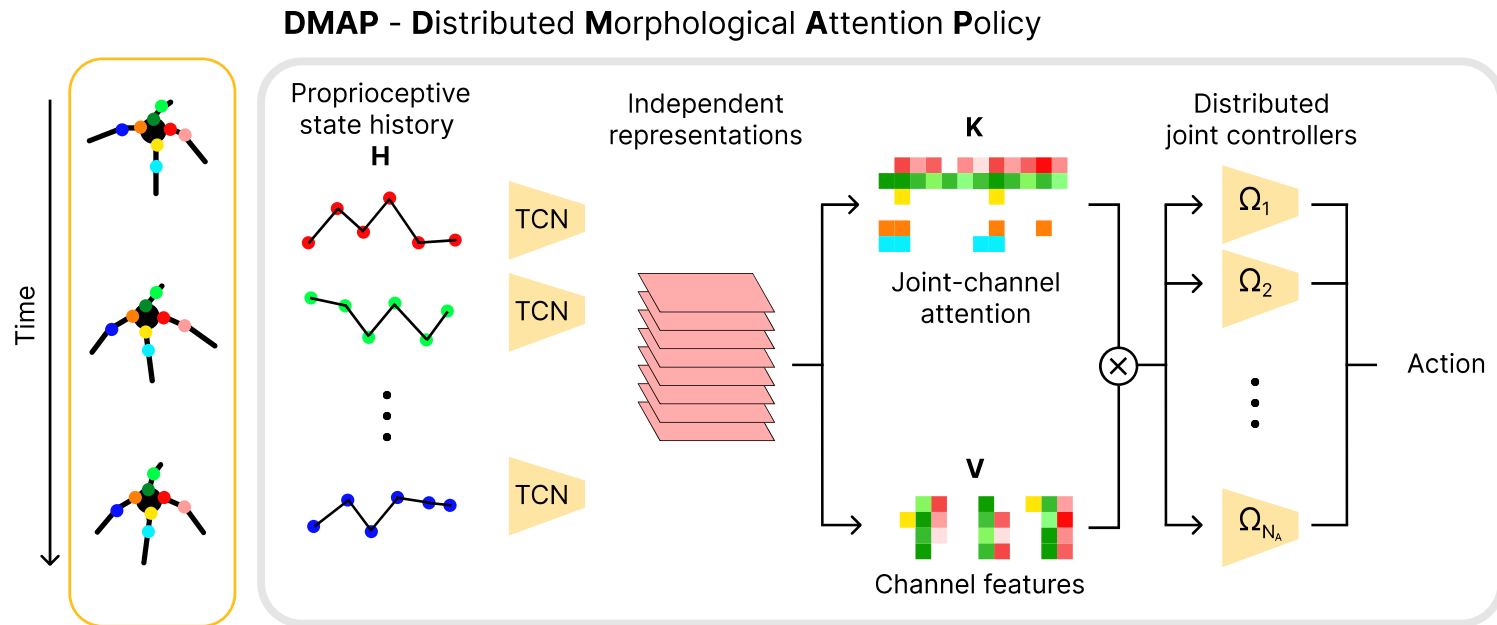 DMAP - Distributed Morphological Attention Policy
Time
Proprioceptive
state history
H
TCN
TCN
TCN
Independent
representations
K
Joint-channel
attention
V
Channel features
Distributed
joint controllers
Ω1
Ω2
ΩNA
Action